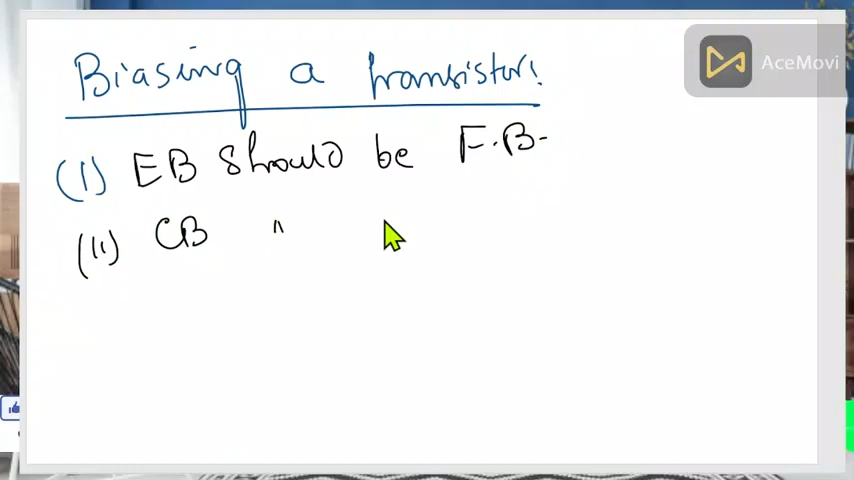 AceMovi
Biasing a transistor:
(i) EB should be F.B.
(ii) CB "